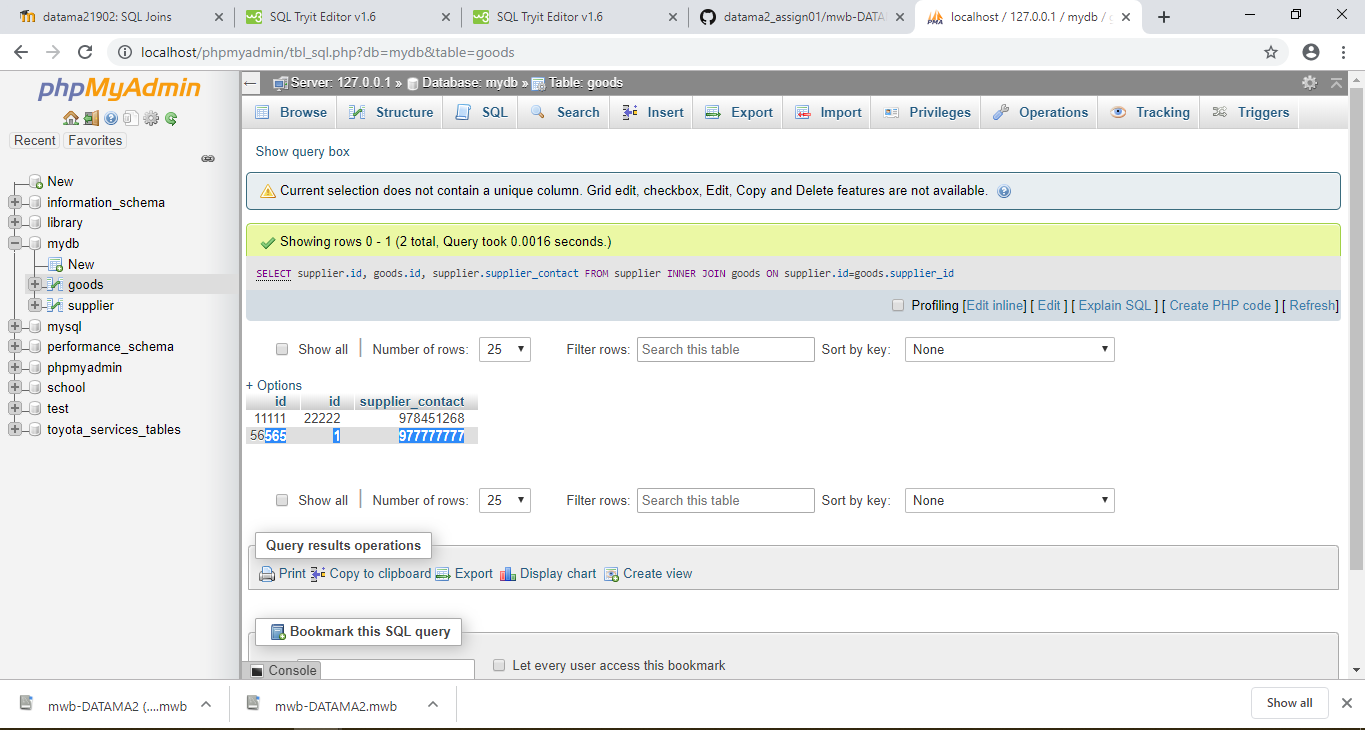 datama21902: SQL Joins
SQL Tryit Editor v1.6
SQL Tryit Editor v1.6
datama2_assign01/mwb-DATA
localhost / 127.0.0.1 / mydb / g
localhost/phpmyadmin/tbl_sql.php?db=mydb&table=goods
phpMyAdmin
Recent Favorites
New
information_schema
library
mydb
New
goods
supplier
mysql
performance_schema
phpmyadmin
school
test
toyota_services_tables
Server: 127.0.0.1 » Database: mydb » Table: goods
Browse Structure SQL Search Insert Export Import Privileges Operations Tracking Triggers
Show query box
Current selection does not contain a unique column. Grid edit, checkbox, Edit, Copy and Delete features are not available.
Showing rows 0 - 1 (2 total, Query took 0.0016 seconds.)
SELECT supplier.id, goods.id, supplier.supplier_contact FROM supplier INNER JOIN goods ON supplier.id=goods.supplier_id
Profiling [Edit inline] [ Edit ] [ Explain SQL ] [ Create PHP code ] [ Refresh]
Show all | Number of rows: 25 Filter rows: Search this table Sort by key: None
+ Options
id id supplier_contact
11111 22222 978451268
56565 1 977777777
Show all | Number of rows: 25 Filter rows: Search this table Sort by key: None
Query results operations
Print Copy to clipboard Export Display chart Create view
Bookmark this SQL query
Let every user access this bookmark
Console
mwb-DATAMA2 (....mwb
mwb-DATAMA2.mwb
Show all